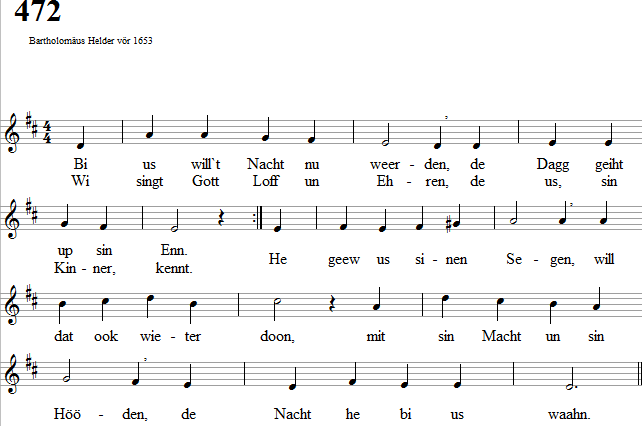 472
Bartholomäus Helder vör 1653
4
4
Bi us will`t Nacht nu weer - den, de Dagg geiht
Wi singt Gott Loff un Eh - ren, de us, sin
up sin Enn.
Kin - ner, kennt.
He geew us si - nen Se - gen, will
dat ook wie - ter doon, mit sin Macht un sin
Höö - den, de Nacht he bi us waahn.